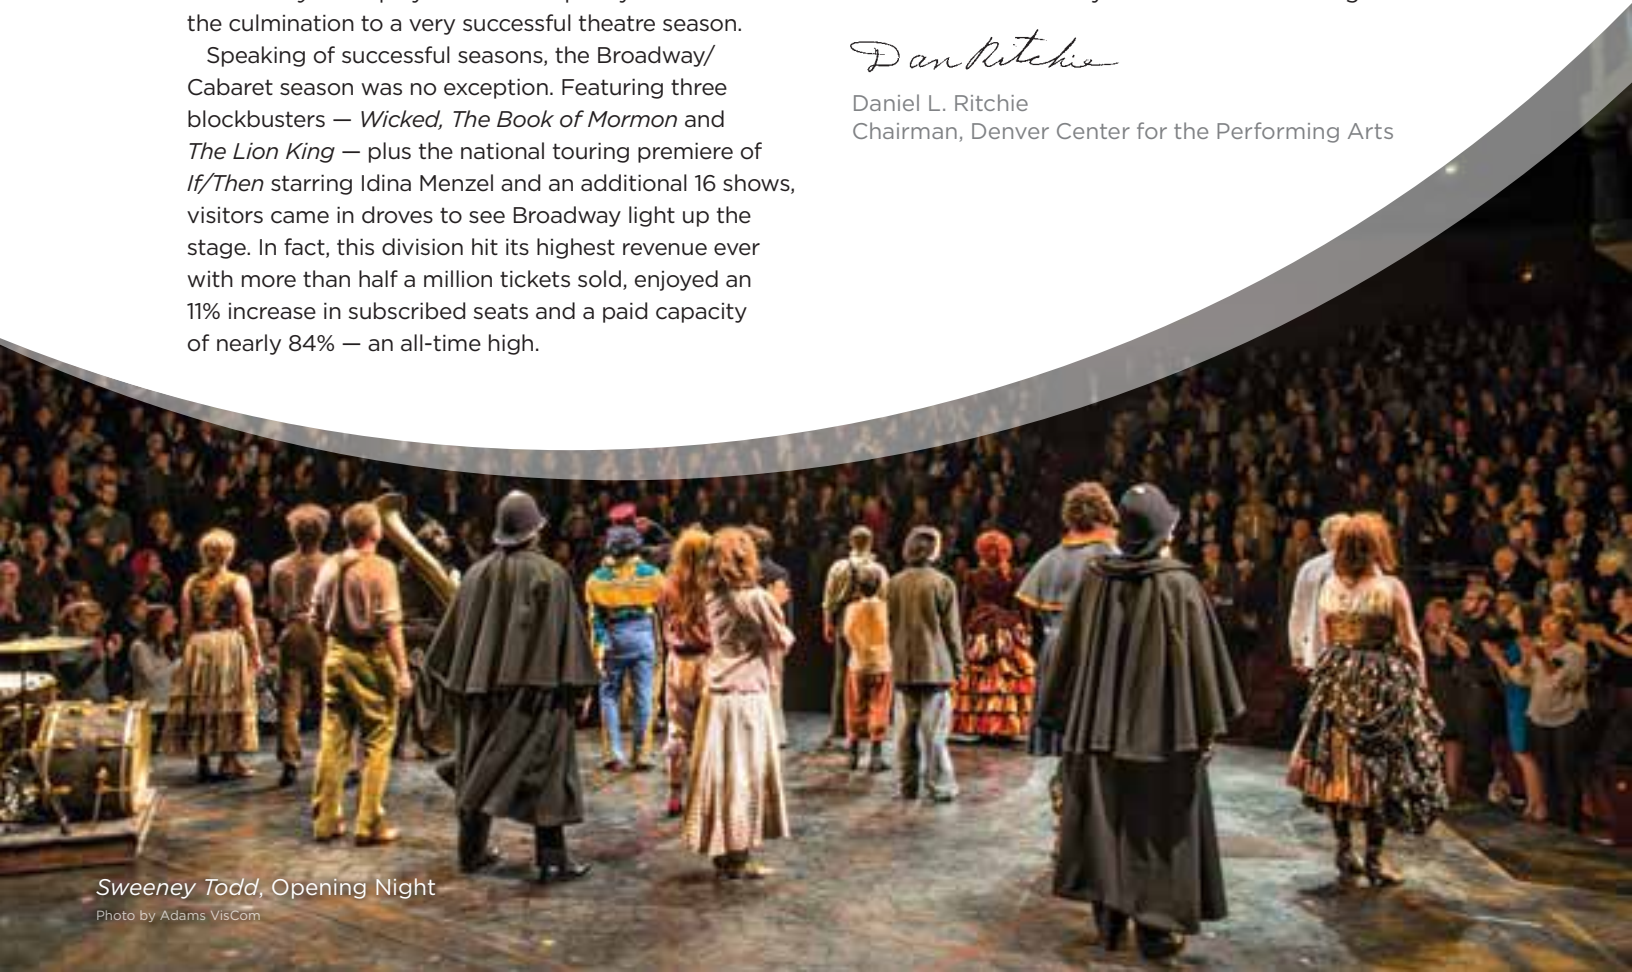 the culmination to a very successful theatre season.
Speaking of successful seasons, the Broadway/
Cabaret season was no exception. Featuring three
blockbusters — Wicked, The Book of Mormon and
The Lion King — plus the national touring premiere of
If/Then starring Idina Menzel and an additional 16 shows,
visitors came in droves to see Broadway light up the
stage. In fact, this division hit its highest revenue ever
with more than half a million tickets sold, enjoyed an
11% increase in subscribed seats and a paid capacity
of nearly 84% — an all-time high.
Dan Ritchie
Daniel L. Ritchie
Chairman, Denver Center for the Performing Arts
Sweeney Todd, Opening Night
Photo by Adams VisCom